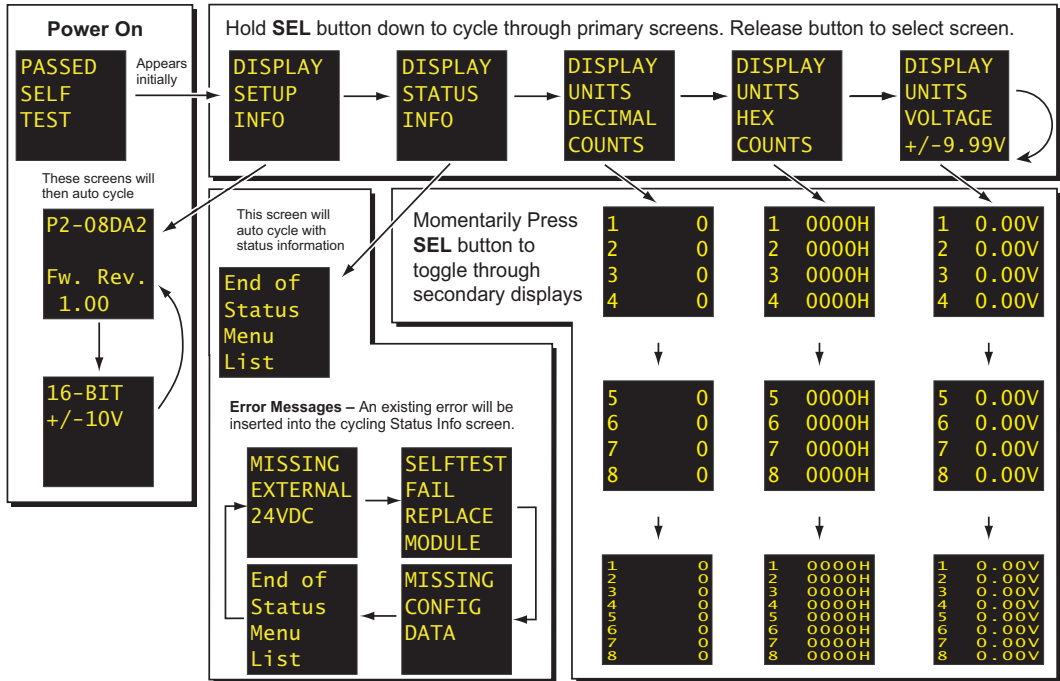 Power On
PASSED
SELF
TEST
Appears
initially
Hold SEL button down to cycle through primary screens. Release button to select screen.
DISPLAY
SETUP
INFO
DISPLAY
STATUS
INFO
DISPLAY
UNITS
DECIMAL
COUNTS
DISPLAY
UNITS
HEX
COUNTS
DISPLAY
UNITS
VOLTAGE
+/-9.99V
These screens will
then auto cycle
P2-08DA2
Fw. Rev.
1.00
16-BIT
+/-10V
This screen will
auto cycle with
status information
End of
Status
Menu
List
Error Messages – An existing error will be
inserted into the cycling Status Info screen.
MISSING
EXTERNAL
24VDC
SELFTEST
FAIL
REPLACE
MODULE
End of
Status
Menu
List
MISSING
CONFIG
DATA
Momentarily Press
SEL button to
toggle through
secondary displays
1 0
2 0
3 0
4 0
1 0000H
2 0000H
3 0000H
4 0000H
1 0.00V
2 0.00V
3 0.00V
4 0.00V
5 0
6 0
7 0
8 0
5 0000H
6 0000H
7 0000H
8 0000H
5 0.00V
6 0.00V
7 0.00V
8 0.00V
1 0
2 0
3 0
4 0
5 0
6 0
7 0
8 0
1 0000H
2 0000H
3 0000H
4 0000H
5 0000H
6 0000H
7 0000H
8 0000H
1 0.00V
2 0.00V
3 0.00V
4 0.00V
5 0.00V
6 0.00V
7 0.00V
8 0.00V